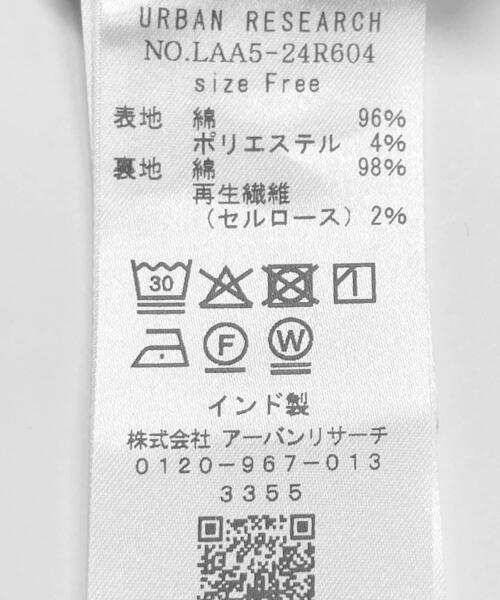 URBAN RESEARCH
NO.LAA5-24R604
size Free
表地 綿 96%
ポリエステル 4%
裏地 綿 98%
再生繊維
(セルロース) 2%
30
F W
インド製
株式会社 アーバンリサーチ
0120-967-013
3355